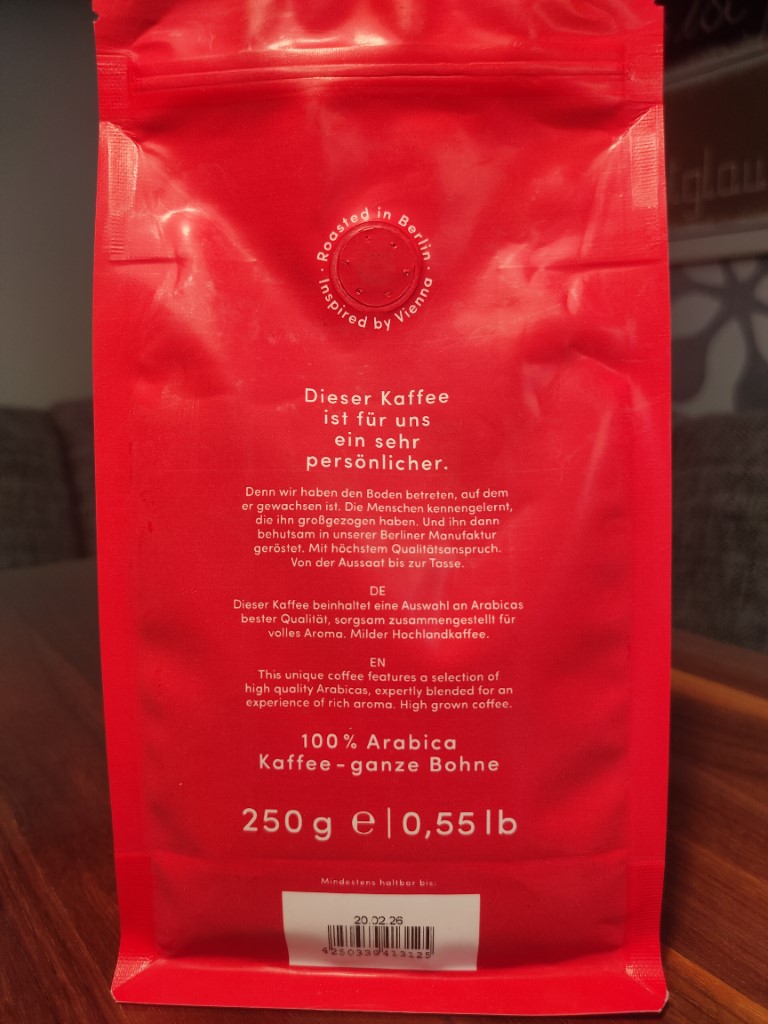 Roasted in Berlin ·
Inspired by Vienna ·
Dieser Kaffee
ist für uns
ein sehr
persönlicher.
Denn wir haben den Boden betreten, auf dem
er gewachsen ist. Die Menschen kennengelernt,
die ihn großgezogen haben. Und ihn dann
behutsam in unserer Berliner Manufaktur
geröstet. Mit höchstem Qualitätsanspruch.
Von der Aussaat bis zur Tasse.
DE
Dieser Kaffee beinhaltet eine Auswahl an Arabicas
bester Qualität, sorgsam zusammengestellt für
volles Aroma. Milder Hochlandkaffee.
EN
This unique coffee features a selection of
high quality Arabicas, expertly blended for an
experience of rich aroma. High grown coffee.
100 % Arabica
Kaffee – ganze Bohne
250 g ℮ | 0,55 lb
Mindestens haltbar bis:
20.02.26
4250339413125